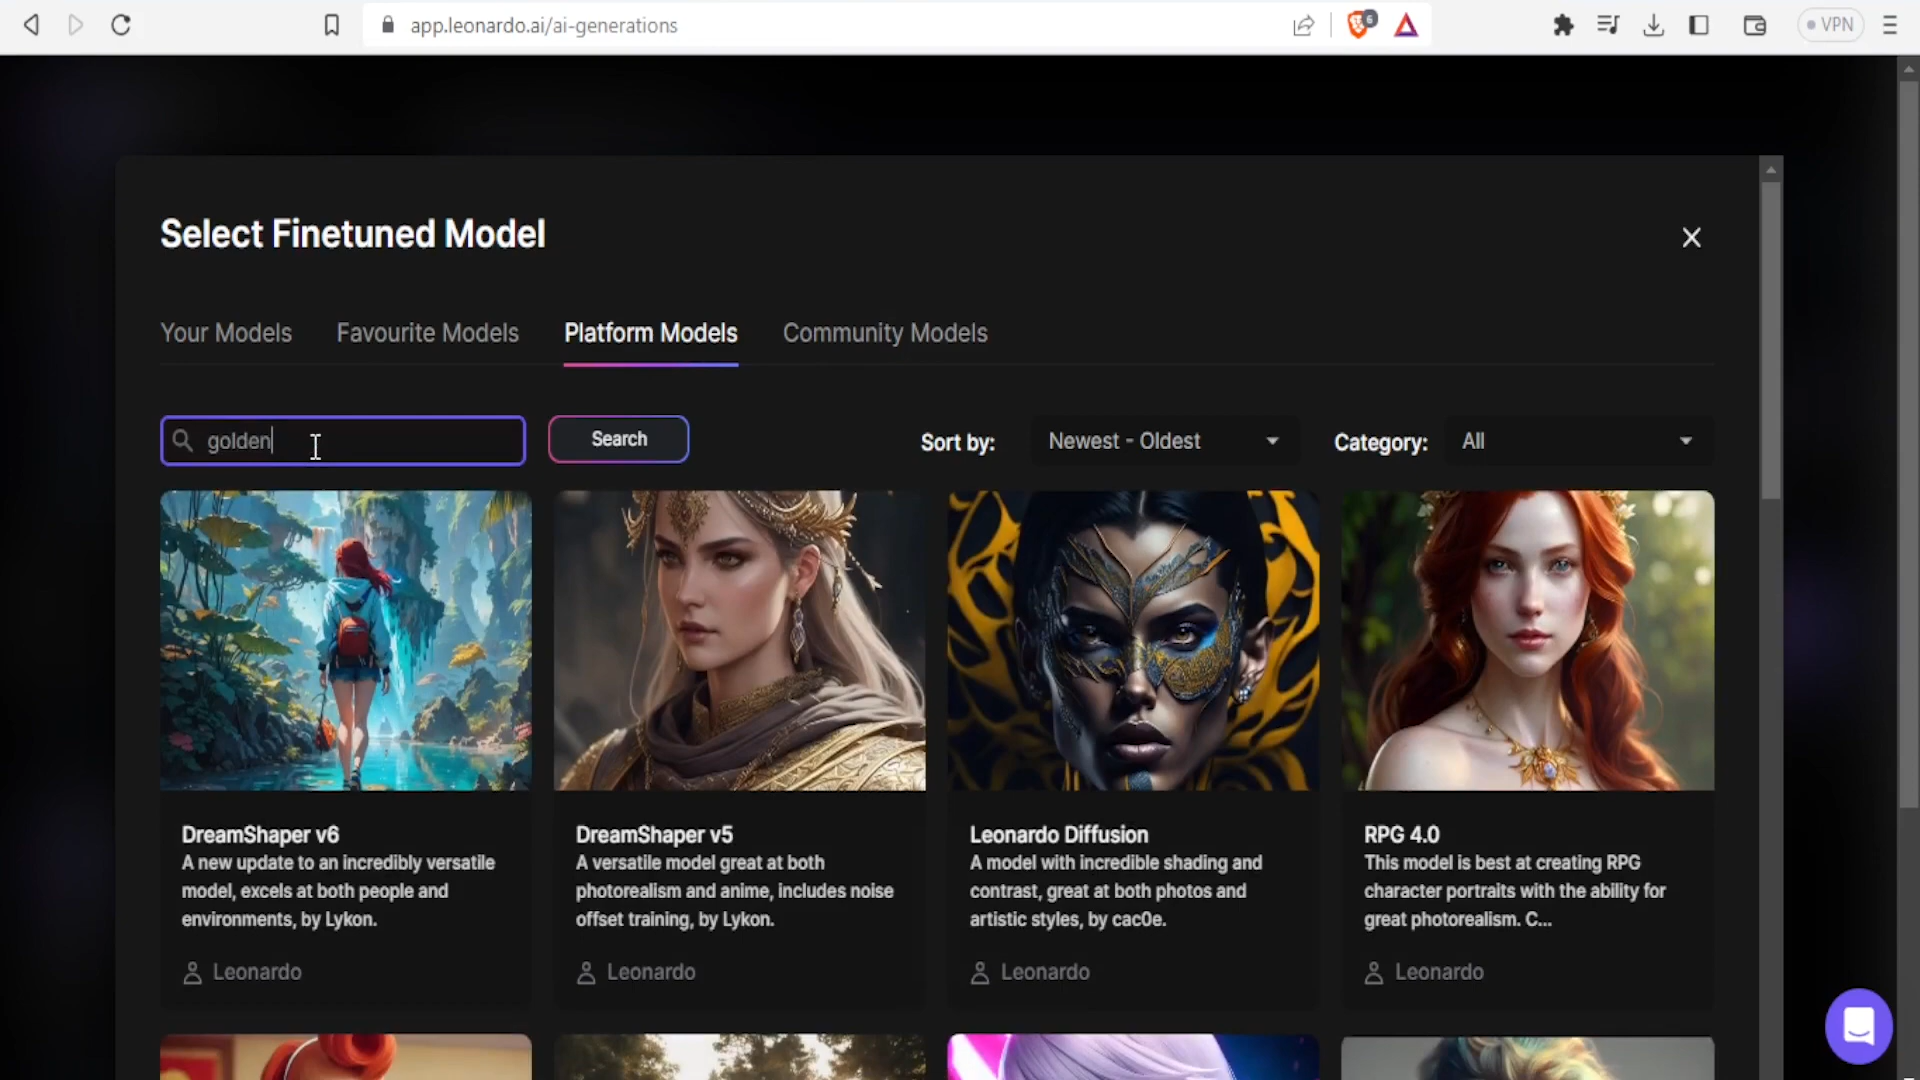 app.leonardo.ai/ai-generations
6
VPN
Select Finetuned Model
Your Models
Favourite Models
Platform Models
Community Models
golden
Search
Sort by:
Newest - Oldest
Category:
All
DreamShaper v6
A new update to an incredibly versatile
model, excels at both people and
environments, by Lykon.
Leonardo
DreamShaper v5
A versatile model great at both
photorealism and anime, includes noise
offset training, by Lykon.
Leonardo
Leonardo Diffusion
A model with incredible shading and
contrast, great at both photos and
artistic styles, by cac0e.
Leonardo
RPG 4.0
This model is best at creating RPG
character portraits with the ability for
great photorealism. C...
Leonardo